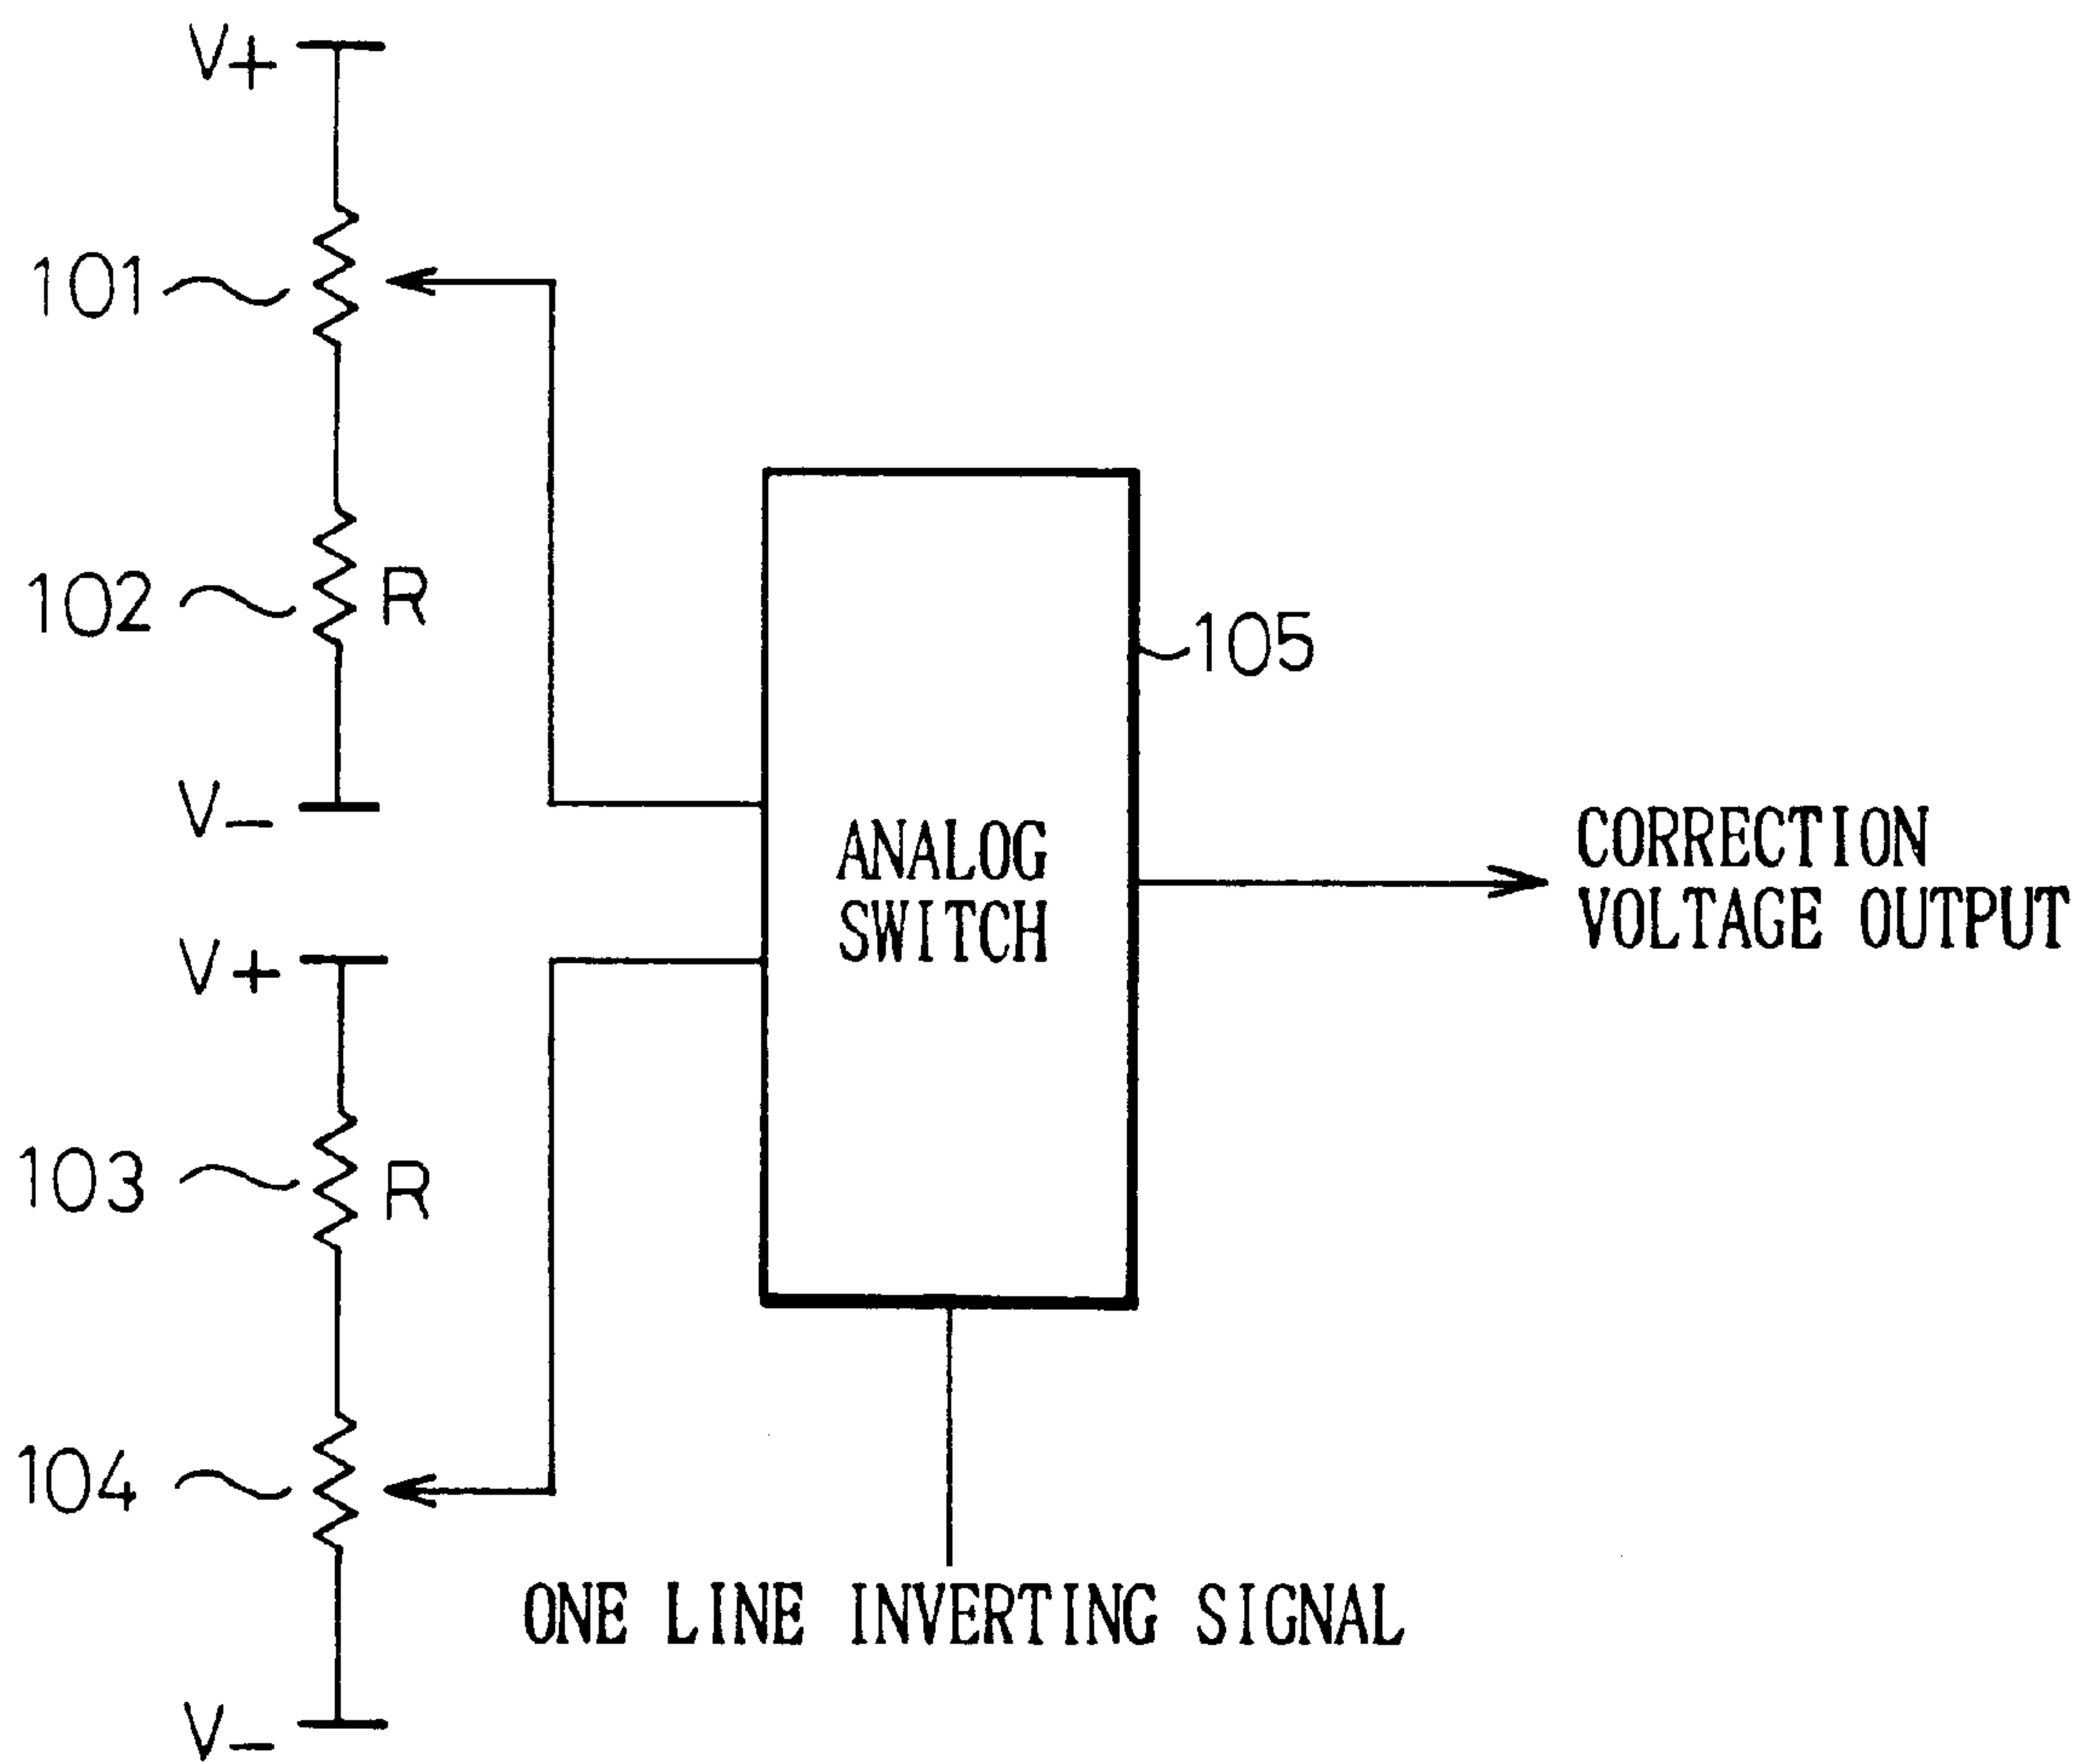 V+
101
102
R
V-
105
ANALOG
SWITCH
CORRECTION
VOLTAGE OUTPUT
V+
103
R
104
ONE LINE INVERTING SIGNAL
V-